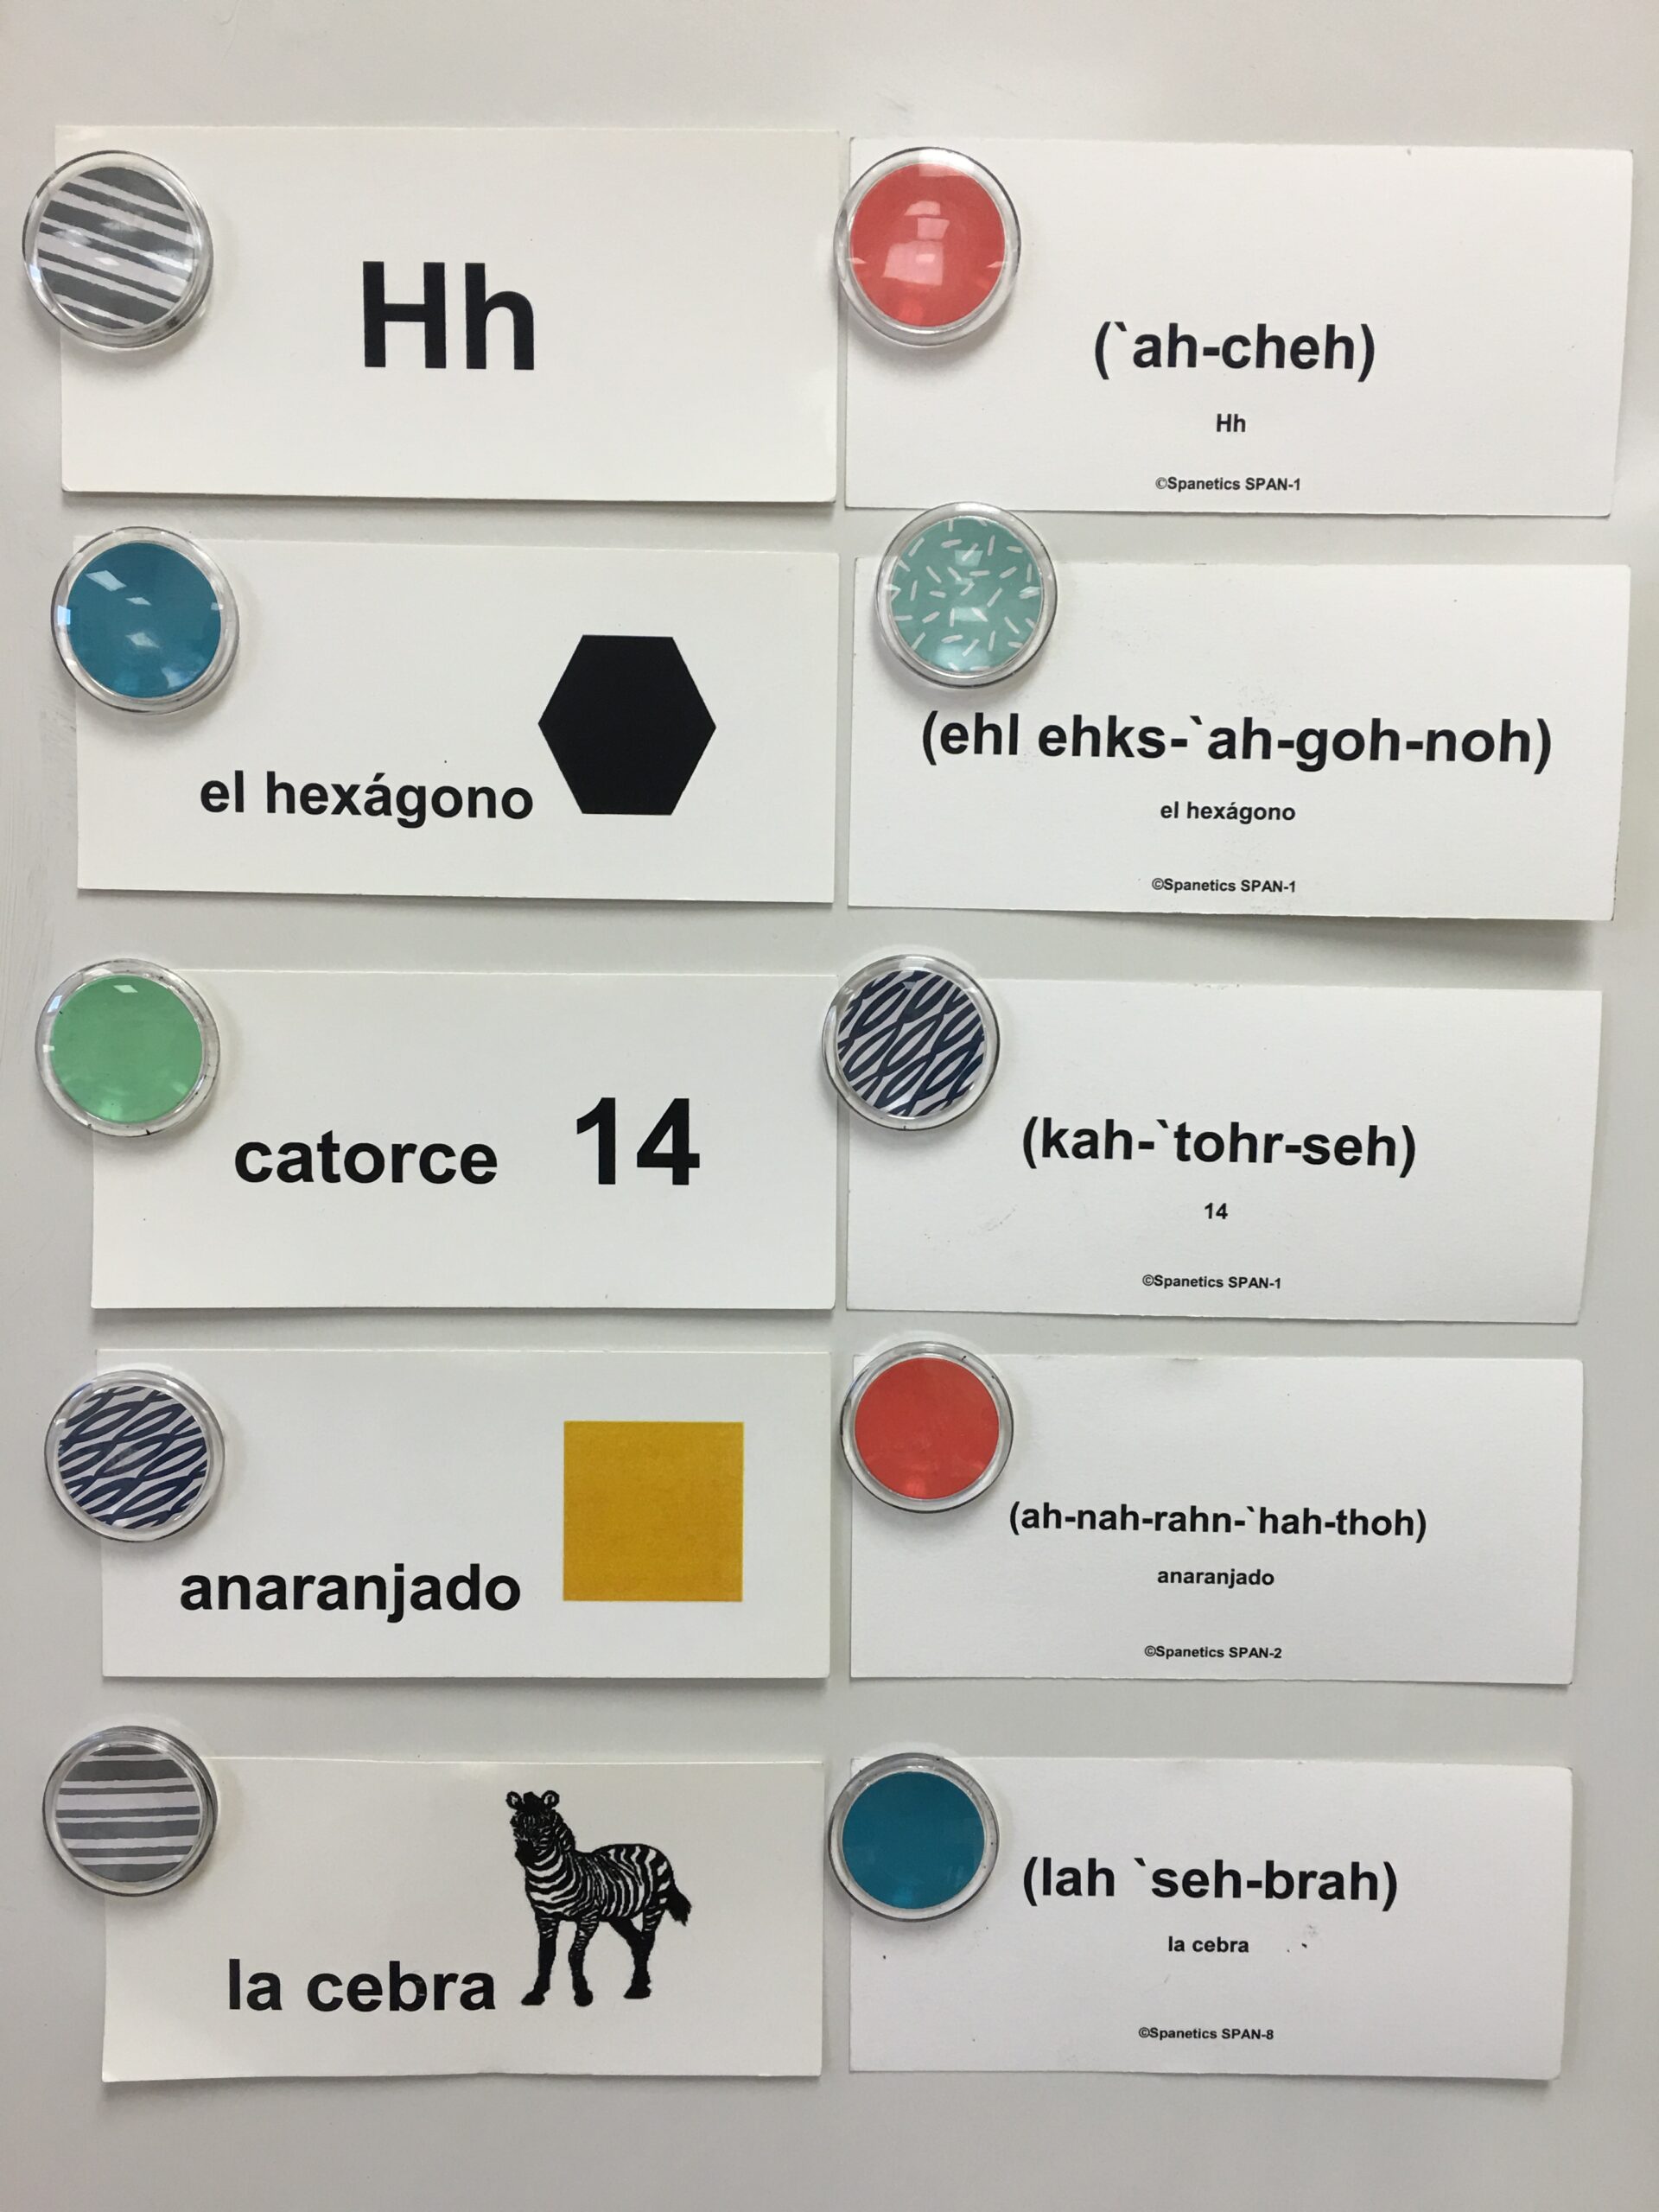 Hh
(`ah-cheh)
Hh
©Spanetics SPAN-1
el hexágono
(ehl ehks-`ah-goh-noh)
el hexágono
©Spanetics SPAN-1
catorce 14
(kah-`tohr-seh)
14
©Spanetics SPAN-1
anaranjado
(ah-nah-rahn-`hah-thoh)
anaranjado
©Spanetics SPAN-2
la cebra
(lah `seh-brah)
la cebra
©Spanetics SPAN-8